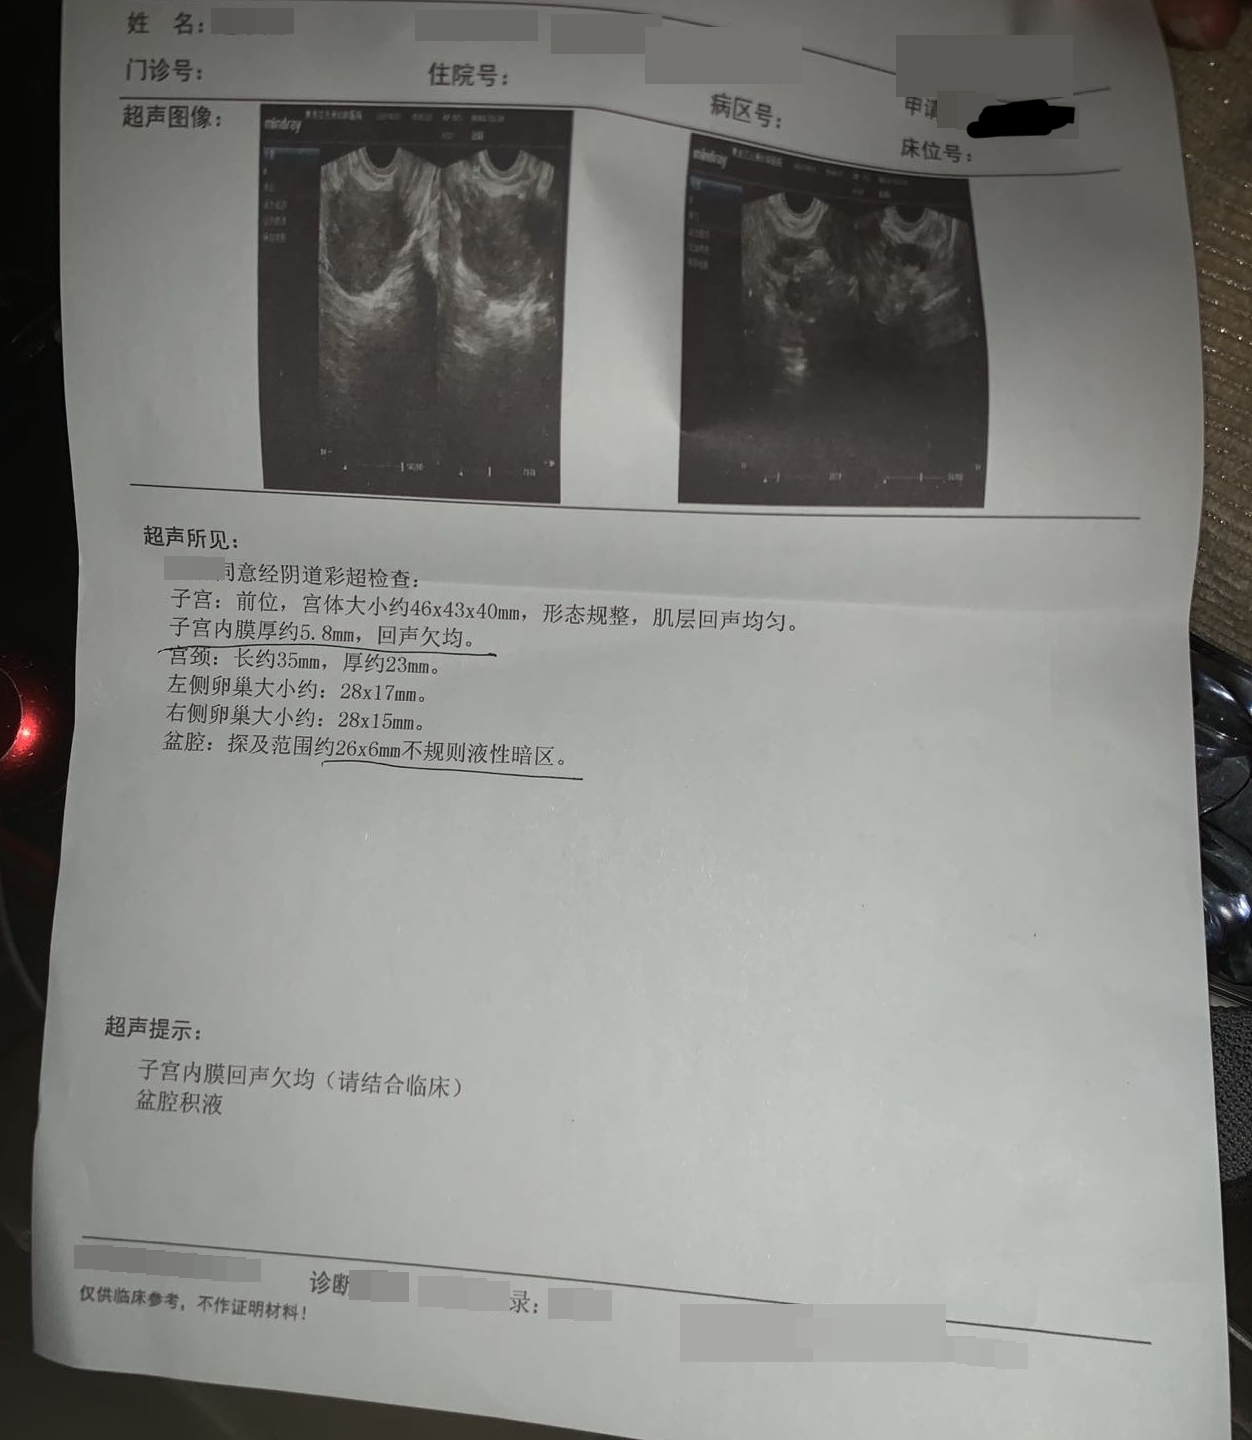 姓 名：
门诊号：
住院号：
病区号：
申请
床位号：
超声图像：
mindray
mindray
超声所见：
同意经阴道彩超检查：
子宫：前位，宫体大小约46x43x40mm，形态规整，肌层回声均匀。
子宫内膜厚约5.8mm，回声欠均。
宫颈：长约35mm，厚约23mm。
左侧卵巢大小约：28x17mm。
右侧卵巢大小约：28x15mm。
盆腔：探及范围约26x6mm不规则液性暗区。
超声提示：
子宫内膜回声欠均（请结合临床）
盆腔积液
诊断
录：
仅供临床参考，不作证明材料！